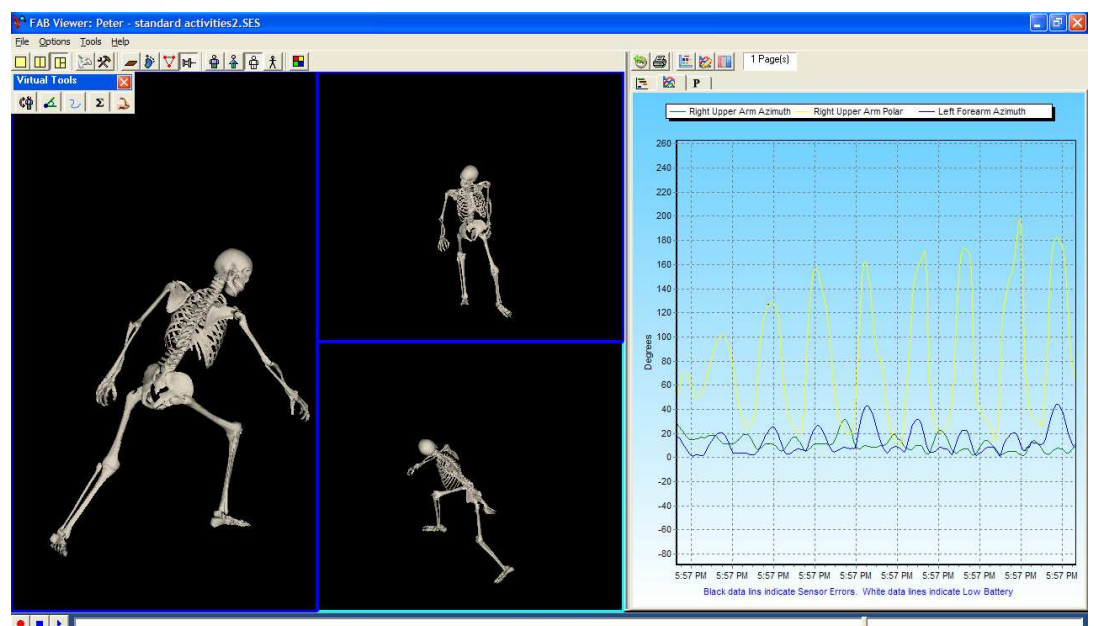 FAB Viewer: Peter - standard activities2.SES
File Options Tools Help
1 Page(s)
Virtual Tools
Σ
P
Right Upper Arm Azimuth Right Upper Arm Polar Left Forearm Azimuth
260
240
220
200
180
160
140
120
100
80
60
40
20
0
-20
-40
-60
-80
Degrees
5:57 PM 5:57 PM 5:57 PM 5:57 PM 5:57 PM 5:57 PM 5:57 PM 5:57 PM 5:57 PM 5:57 PM
Black data lins indicate Sensor Errors. White data lines indicate Low Battery